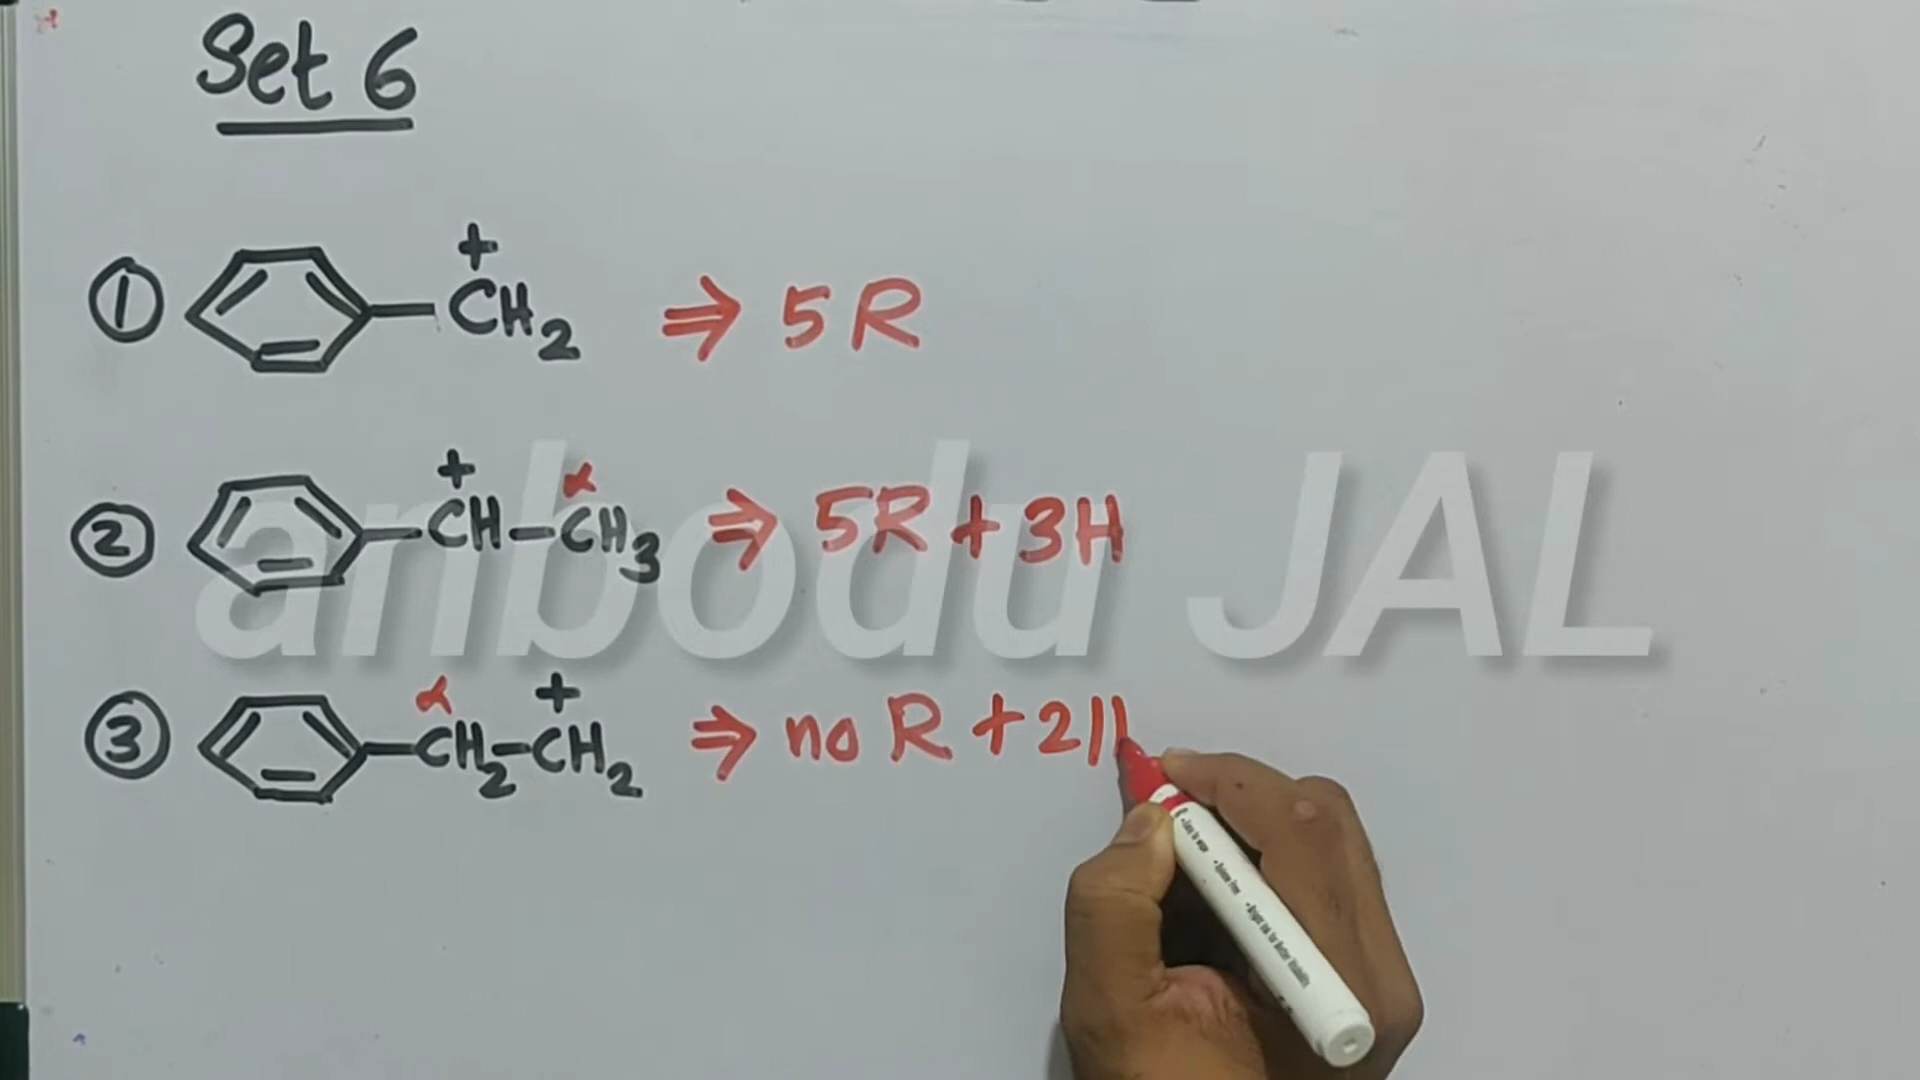 Set 6
① CH₂ + ⇒ 5R
② CH + – CH₃ α ⇒ 5R + 3H
③ CH₂ α – CH₂ + ⇒ no R + 2H
anbodu JAL